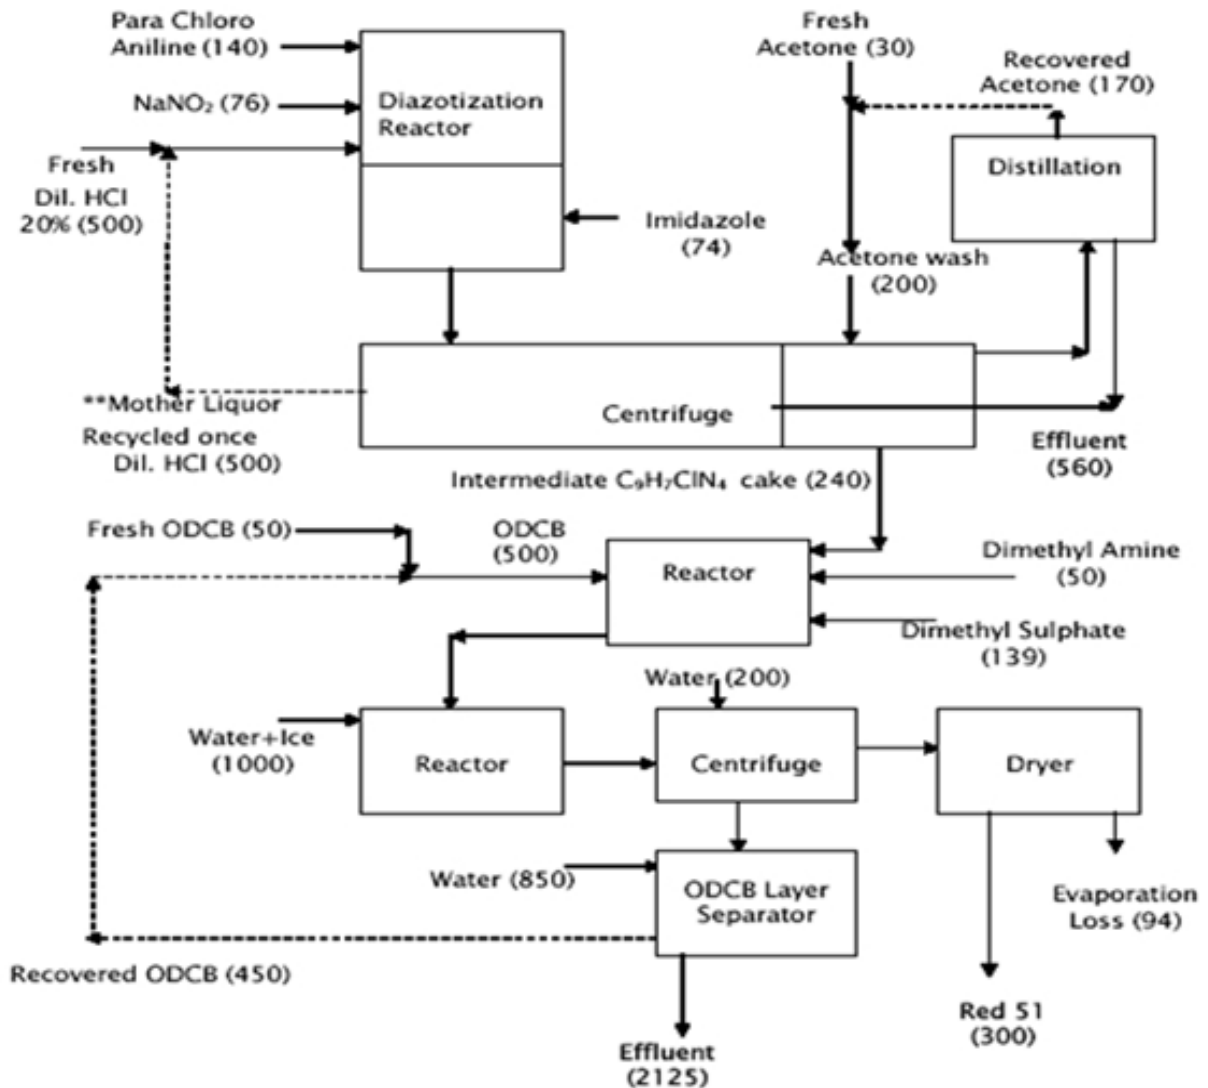 Para Chloro
Aniline (140)
NaNO₂ (76)
Fresh
Dil. HCl
20% (500)
Diazotization
Reactor
Imidazole
(74)
Fresh
Acetone (30)
Recovered
Acetone (170)
Distillation
Acetone wash
(200)
**Mother Liquor
Recycled once
Dil. HCl (500)
Centrifuge
Effluent
(560)
Intermediate C₉H₇ClN₄ cake (240)
Fresh ODCB (50)
ODCB
(500)
Reactor
Dimethyl Amine
(50)
Dimethyl Sulphate
(139)
Water (200)
Water+Ice
(1000)
Reactor
Centrifuge
Dryer
Water (850)
ODCB Layer
Separator
Evaporation
Loss (94)
Recovered ODCB (450)
Red 51
(300)
Effluent
(2125)